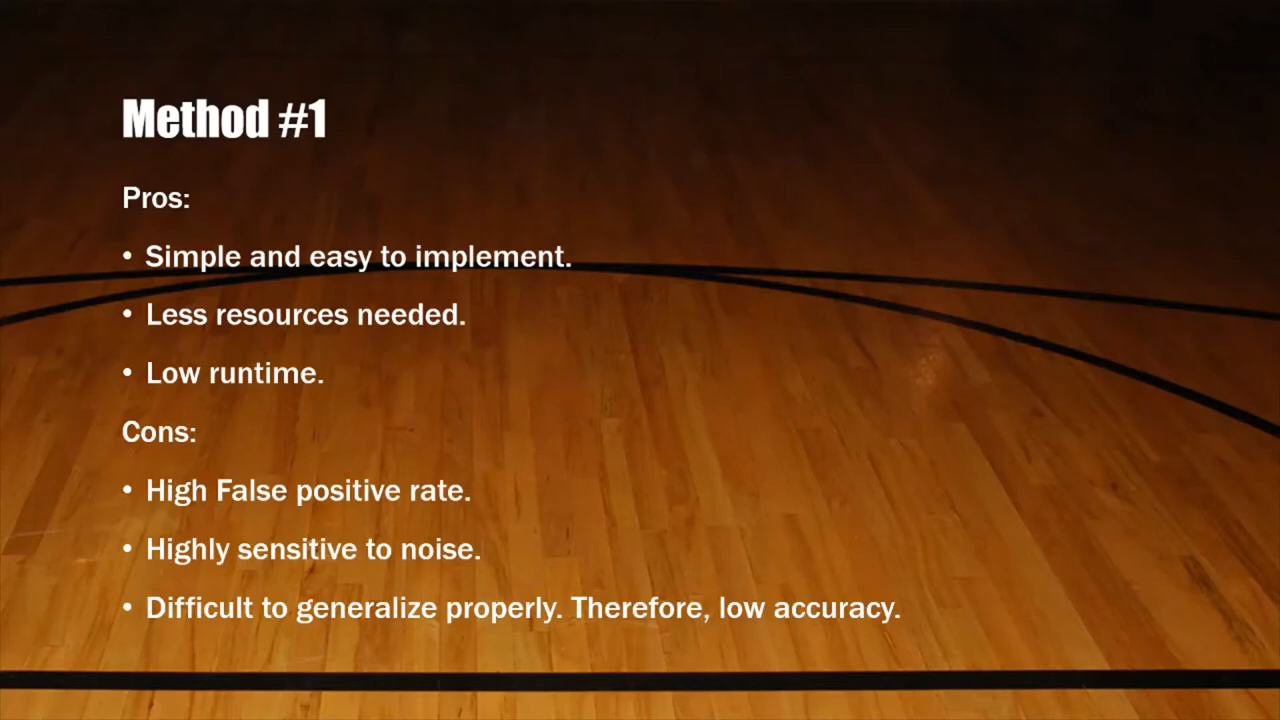 Method #1
Pros:
• Simple and easy to implement.
• Less resources needed.
• Low runtime.
Cons:
• High False positive rate.
• Highly sensitive to noise.
• Difficult to generalize properly. Therefore, low accuracy.